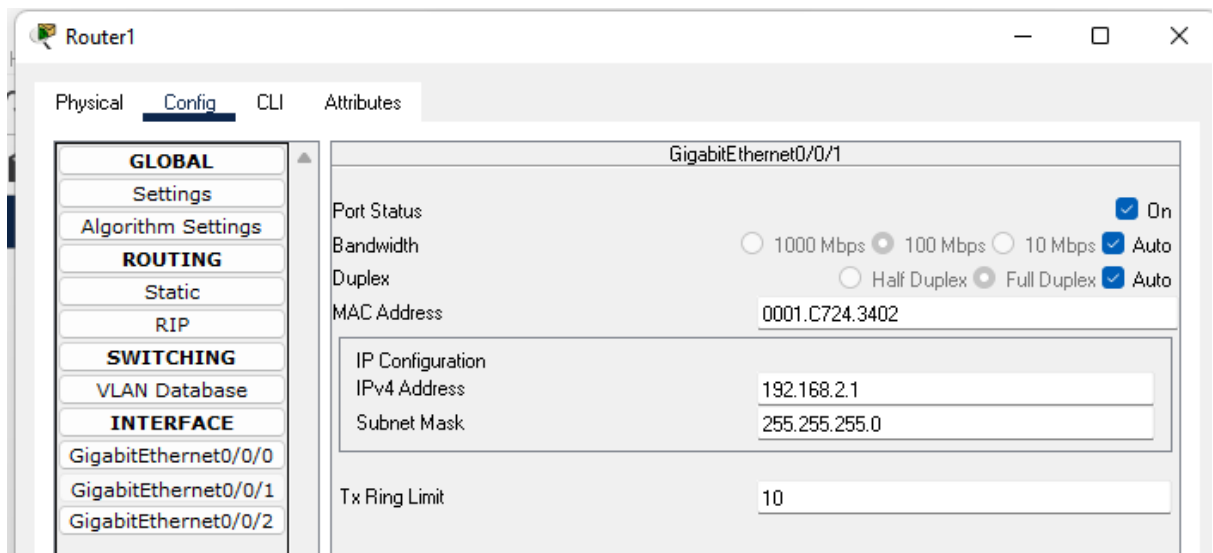 Router1
Physical Config CLI Attributes
GLOBAL
Settings
Algorithm Settings
ROUTING
Static
RIP
SWITCHING
VLAN Database
INTERFACE
GigabitEthernet0/0/0
GigabitEthernet0/0/1
GigabitEthernet0/0/2
GigabitEthernet0/0/1
Port Status On
Bandwidth 1000 Mbps 100 Mbps 10 Mbps Auto
Duplex Half Duplex Full Duplex Auto
MAC Address 0001.C724.3402
IP Configuration
IPv4 Address 192.168.2.1
Subnet Mask 255.255.255.0
Tx Ring Limit 10